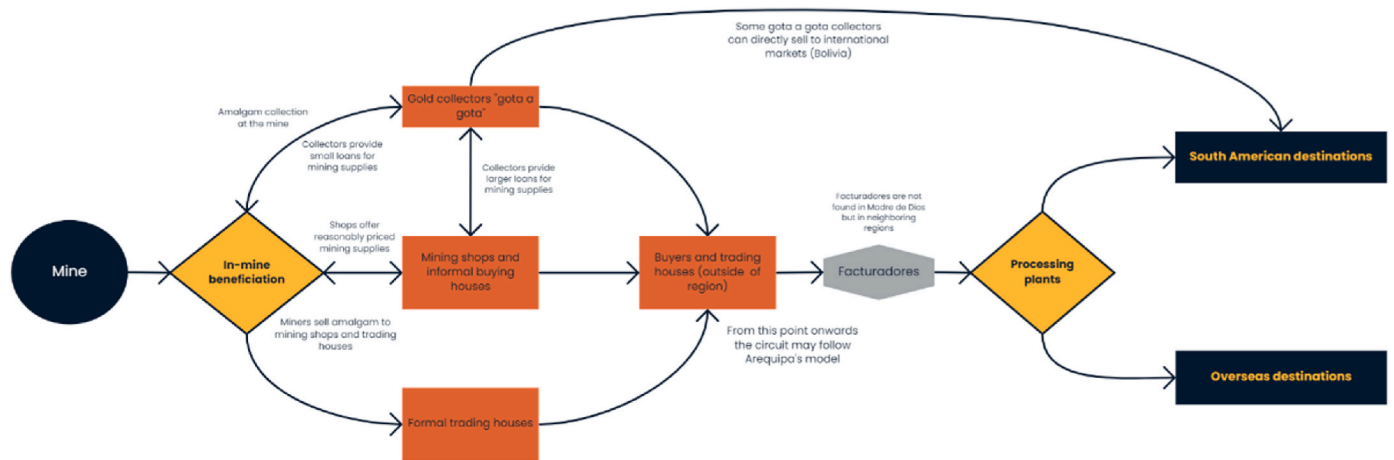 Some gota a gota collectors
can directly sell to international
markets (Bolivia)
Gold collectors "gota a
gota"
Amalgam collection
at the mine
Collectors provide
small loans for
mining supplies
Collectors prvide
larger loans for
mining supplies
South American destinations
Facturadores are not
found in Madre de Dios
but in neighboring
regions
Shops offer
reasonably priced
mining supplies
Mine
In-mine
beneficiation
Mining shops and
informal buying
houses
Buyers and trading
houses (outside of
region)
Facturadores
Processing
plants
Miners sell amalgam to
mining shops and trading
houses
From this point onwards
the circuit may follow
Arequipa's model
Overseas destinations
Formal trading houses